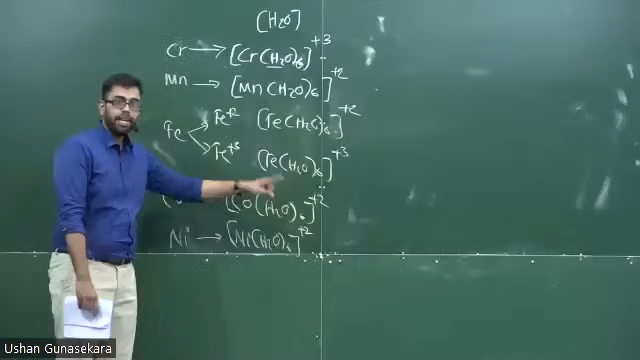 [H₂O]
Cr → [Cr(H₂O)₆]⁺³
Mn → [Mn(H₂O)₆]⁺²
Fe Fe⁺² [Fe(H₂O)₆]⁺²
Fe⁺³ [Fe(H₂O)₆]⁺³
[Co(H₂O)₆]⁺²
Ni → [Ni(H₂O)₆]⁺²
Ushan Gunasekara